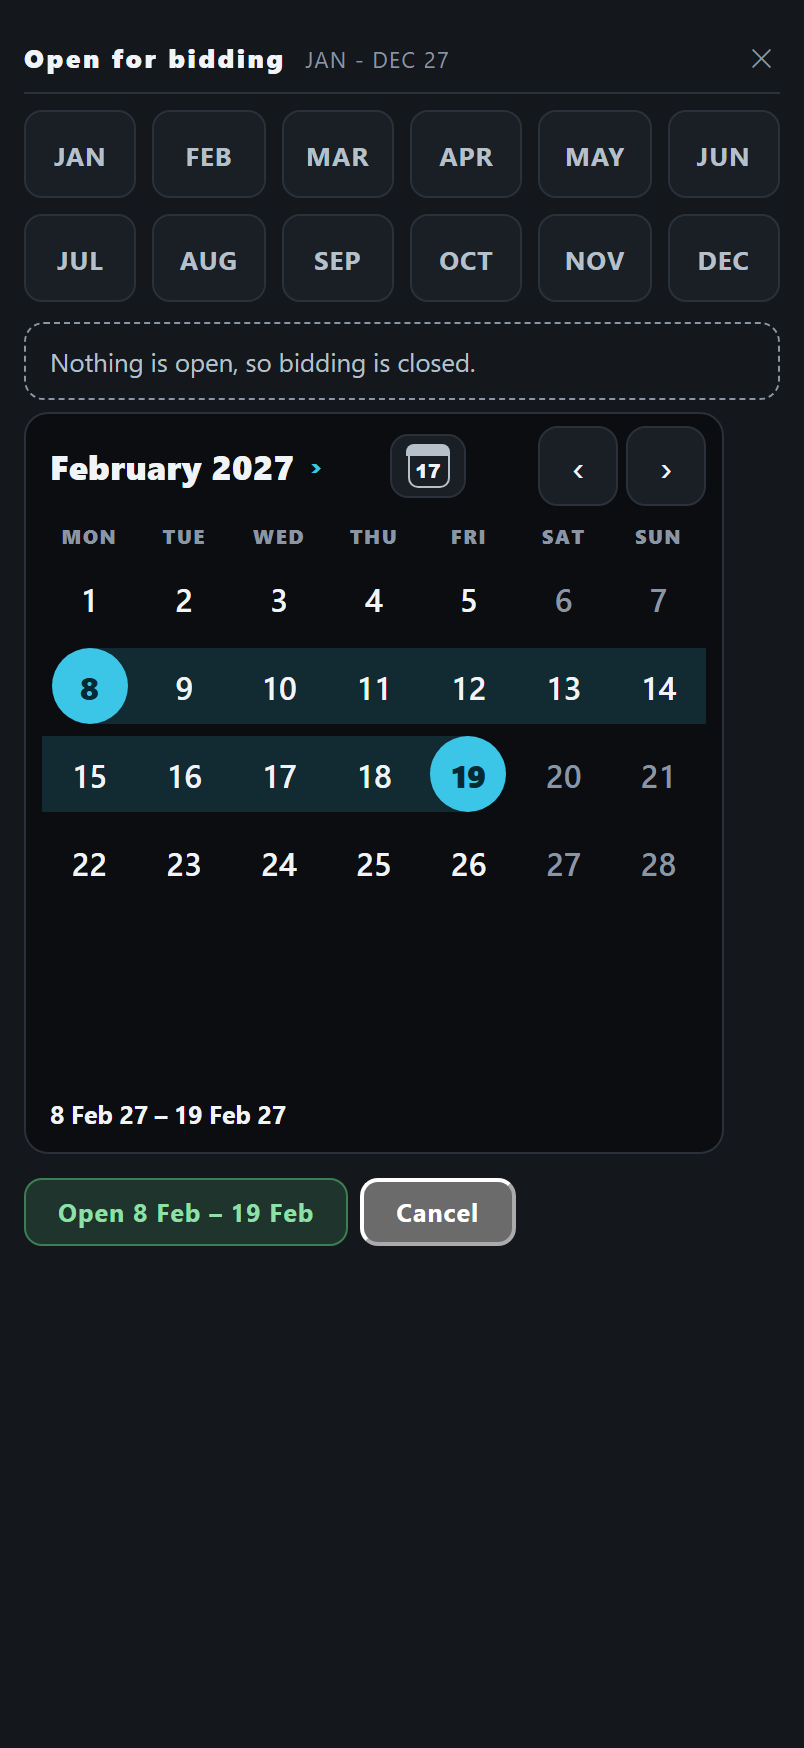 Open for bidding JAN - DEC 27
JAN FEB MAR APR MAY JUN
JUL AUG SEP OCT NOV DEC
Nothing is open, so bidding is closed.
February 2027 › 17 ‹ ›
MON TUE WED THU FRI SAT SUN
1 2 3 4 5 6 7
8 9 10 11 12 13 14
15 16 17 18 19 20 21
22 23 24 25 26 27 28
8 Feb 27 – 19 Feb 27
Open 8 Feb – 19 Feb Cancel